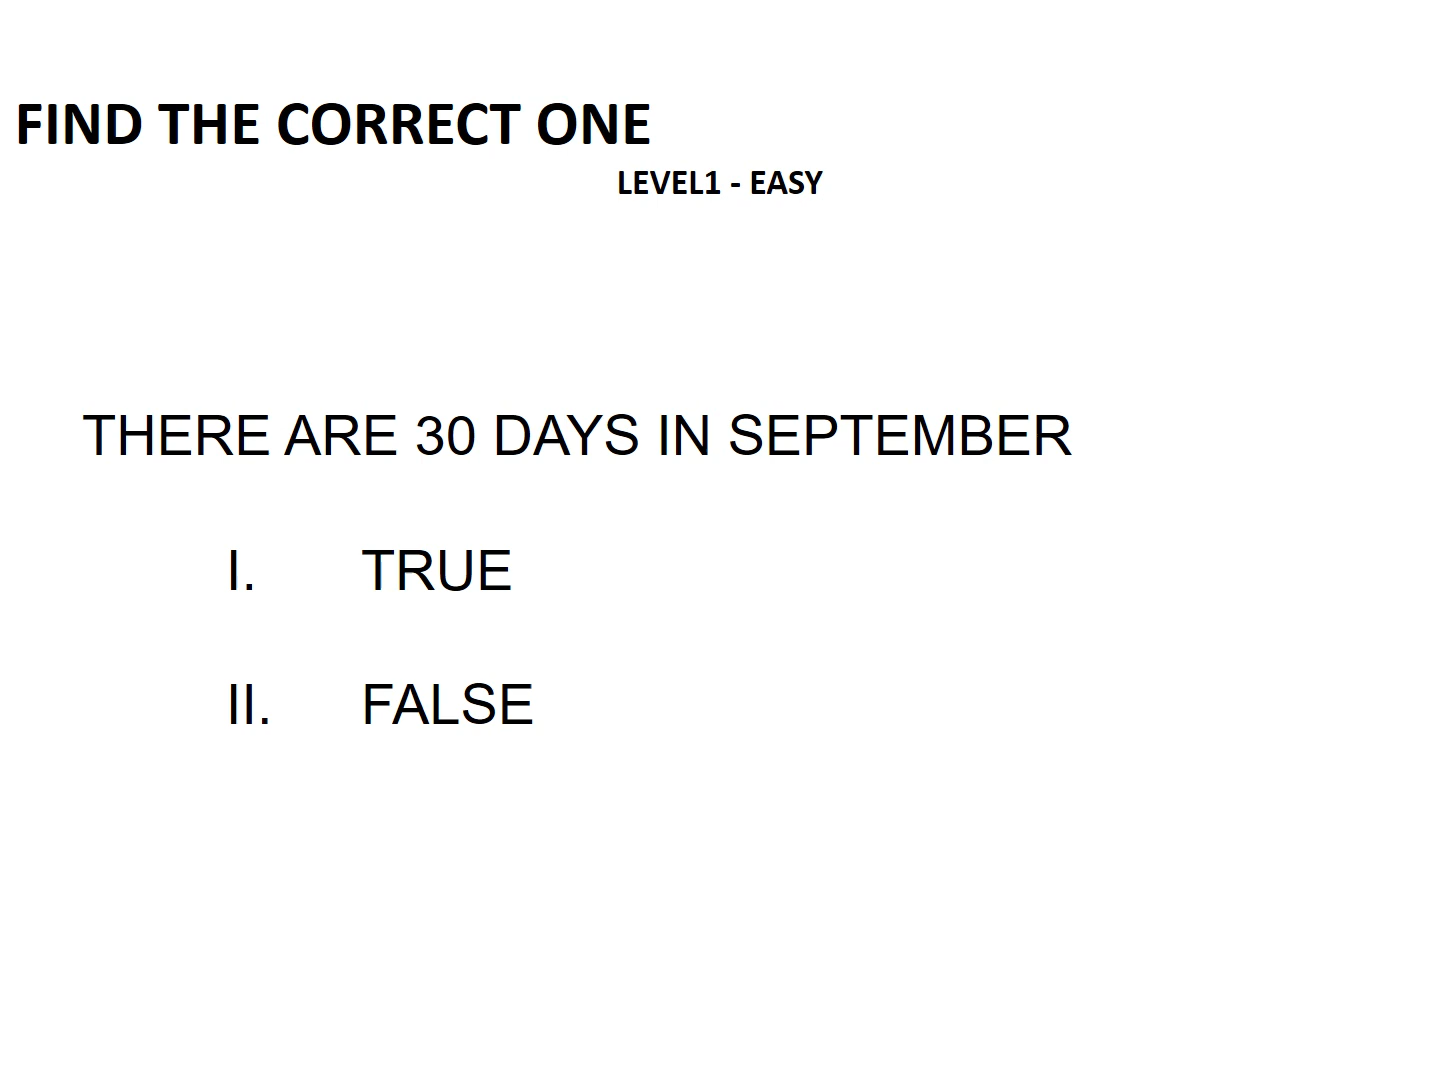 FIND THE CORRECT ONE
LEVEL1 - EASY
THERE ARE 30 DAYS IN SEPTEMBER
I. TRUE
II. FALSE